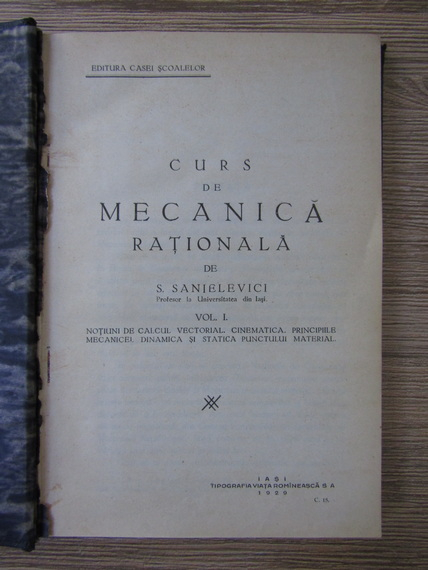 EDITURA CASEI ŞCOALELOR
CURS
DE
MECANICĂ
RAŢIONALĂ
DE
S. SANIELEVICI
Profesor la Universitatea din Iaşi
VOL. I.
NOŢIUNI DE CALCUL VECTORIAL. CINEMATICA. PRINCIPIILE
MECANICEI. DINAMICA ŞI STATICA PUNCTULUI MATERIAL.
IAŞI
TIPOGRAFIA VIAŢA ROMÎNEASCĂ S A
1929
C. 15.